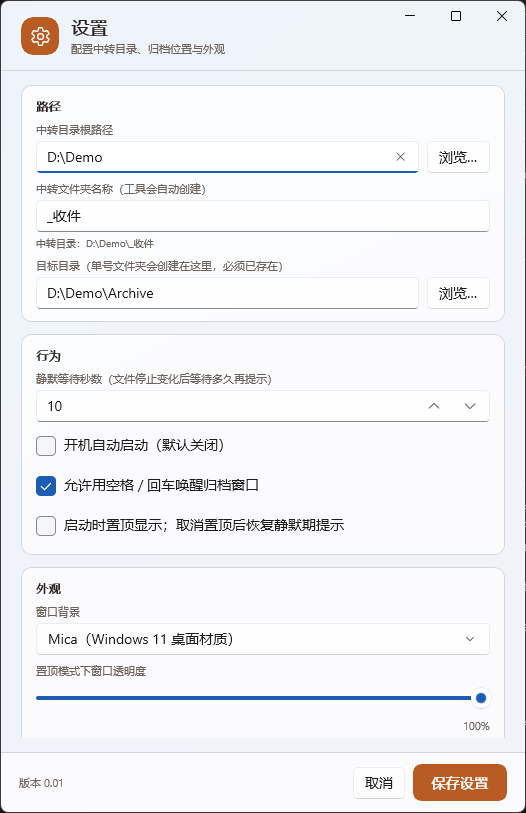 设置
配置中转目录、归档位置与外观
路径
中转目录根路径
D:\Demo
浏览...
中转文件夹名称（工具会自动创建）
_收件
中转目录：D:\Demo\_收件
目标目录（单号文件夹会创建在这里，必须已存在）
D:\Demo\Archive
浏览...
行为
静默等待秒数（文件停止变化后等待多久再提示）
10
开机自动启动（默认关闭）
允许用空格 / 回车唤醒归档窗口
启动时置顶显示；取消置顶后恢复静默期提示
外观
窗口背景
Mica（Windows 11 桌面材质）
置顶模式下窗口透明度
100%
版本 0.01
取消
保存设置